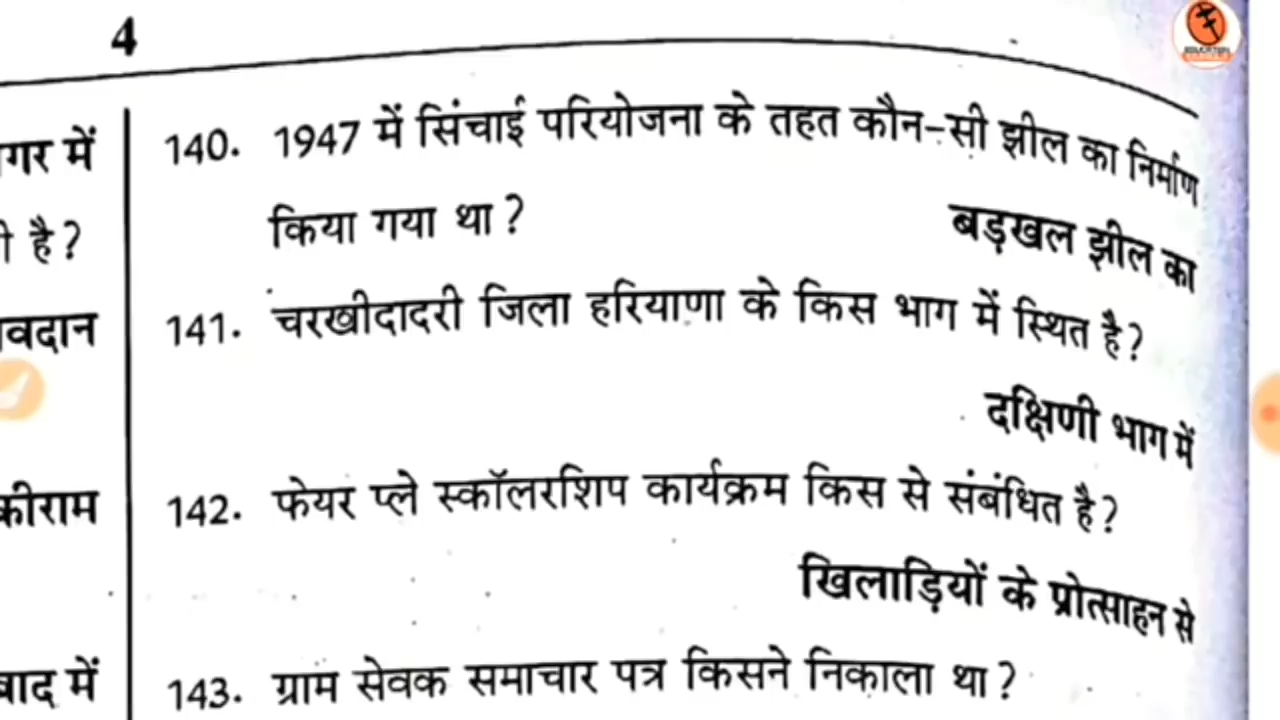 4
गर में
है?
वदान
कीराम
बाद में
140. 1947 में सिंचाई परियोजना के तहत कौन-सी झील का निर्माण
किया गया था?
बड़खल झील का
141. चरखीदादरी जिला हरियाणा के किस भाग में स्थित है?
दक्षिणी भाग में
142. फेयर प्ले स्कॉलरशिप कार्यक्रम किस से संबंधित है?
खिलाड़ियों के प्रोत्साहन से
143. ग्राम सेवक समाचार पत्र किसने निकाला था?
EDUCATION